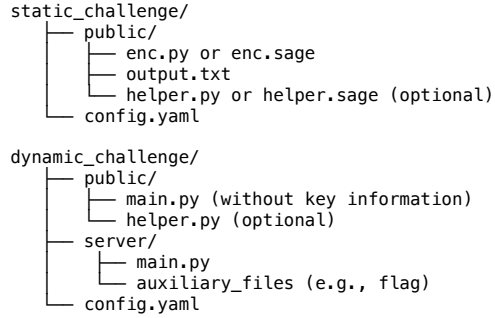 static_challenge/
├── public/
│   ├── enc.py or enc.sage
│   ├── output.txt
│   └── helper.py or helper.sage (optional)
└── config.yaml

dynamic_challenge/
├── public/
│   ├── main.py (without key information)
│   └── helper.py (optional)
├── server/
│   ├── main.py
│   └── auxiliary_files (e.g., flag)
└── config.yaml